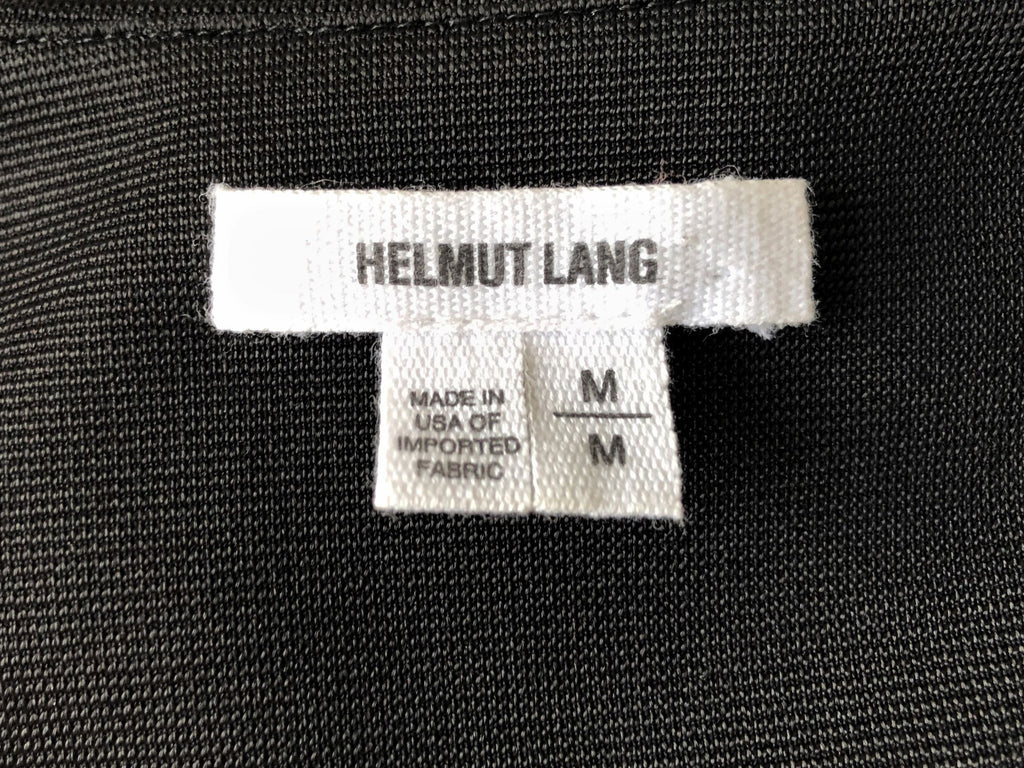 HELMUT LANG
MADE IN
USA OF
IMPORTED
FABRIC
M
M